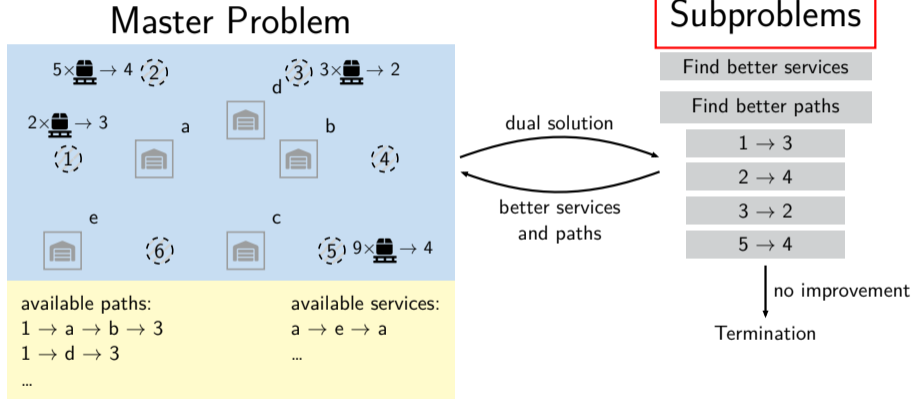 Master Problem
5× → 4 (2)
(3) 3× → 2
d
2× → 3
a
b
(1)
(4)
e
c
(6)
(5) 9× → 4
available paths:
1 → a → b → 3
1 → d → 3
...
available services:
a → e → a
...
dual solution
better services
and paths
Subproblems
Find better services
Find better paths
1 → 3
2 → 4
3 → 2
5 → 4
no improvement
Termination